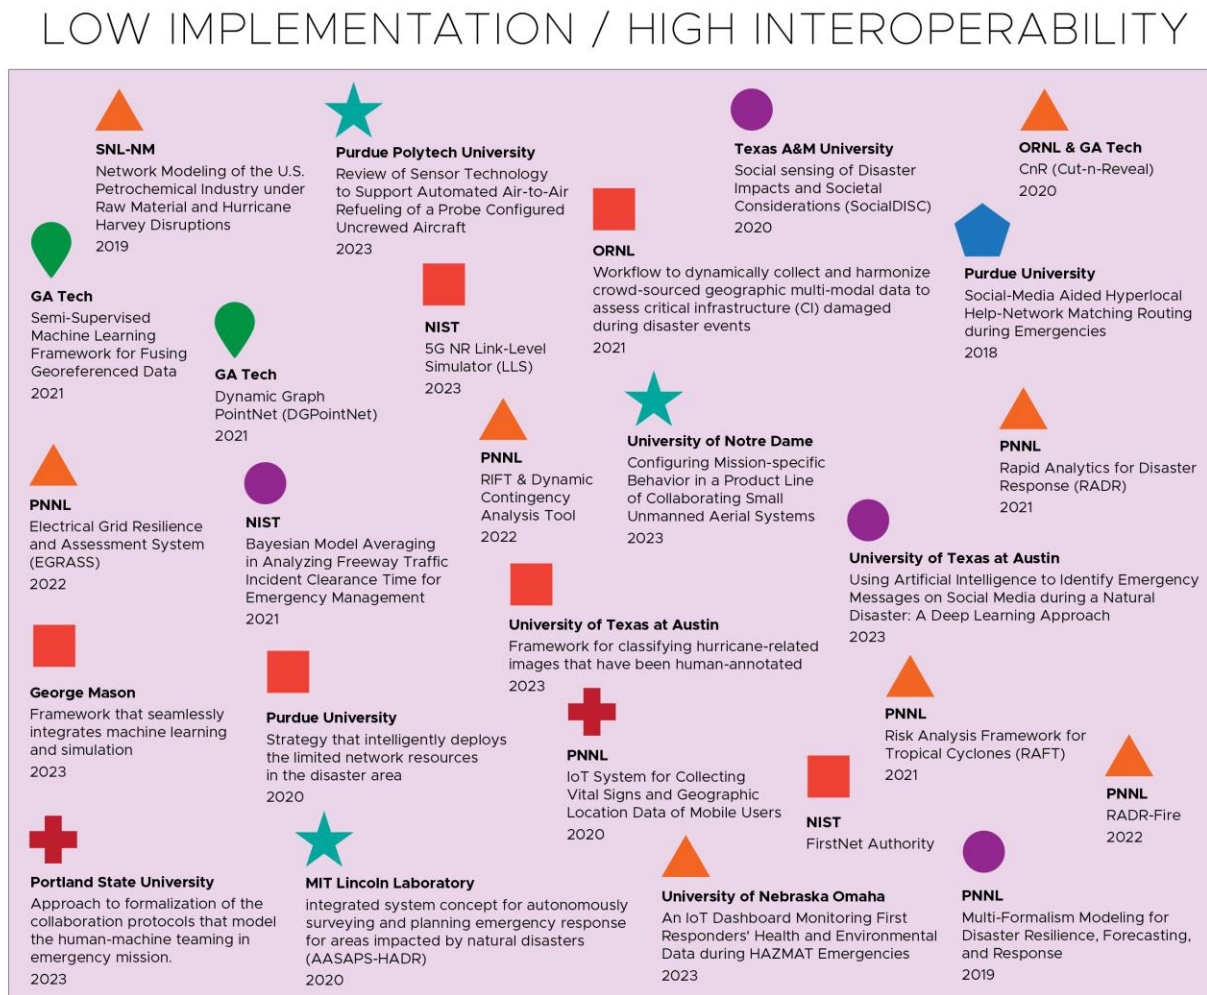 LOW IMPLEMENTATION / HIGH INTEROPERABILITY
SNL-NM
Network Modeling of the U.S.
Petrochemical Industry under
Raw Material and Hurricane
Harvey Disruptions
2019
Purdue Polytech University
Review of Sensor Technology
to Support Automated Air-to-Air
Refueling of a Probe Configured
Uncrewed Aircraft
2023
Texas A&M University
Social sensing of Disaster
Impacts and Societal
Considerations (SocialDISC)
2020
ORNL & GA Tech
CnR (Cut-n-Reveal)
2020
ORNL
Workflow to dynamically collect and harmonize
crowd-sourced geographic multi-modal data to
assess critical infrastructure (CI) damaged
during disaster events
2021
Purdue University
Social-Media Aided Hyperlocal
Help-Network Matching Routing
during Emergencies
2018
GA Tech
Semi-Supervised
Machine Learning
Framework for Fusing
Georeferenced Data
2021
GA Tech
Dynamic Graph
PointNet (DGPointNet)
2021
NIST
5G NR Link-Level
Simulator (LLS)
2023
PNNL
RIFT & Dynamic
Contingency
Analysis Tool
2022
University of Notre Dame
Configuring Mission-specific
Behavior in a Product Line
of Collaborating Small
Unmanned Aerial Systems
2023
PNNL
Rapid Analytics for Disaster
Response (RADR)
2021
PNNL
Electrical Grid Resilience
and Assessment System
(EGRASS)
2022
NIST
Bayesian Model Averaging
in Analyzing Freeway Traffic
Incident Clearance Time for
Emergency Management
2021
University of Texas at Austin
Using Artificial Intelligence to Identify Emergency
Messages on Social Media during a Natural
Disaster: A Deep Learning Approach
2023
University of Texas at Austin
Framework for classifying hurricane-related
images that have been human-annotated
2023
George Mason
Framework that seamlessly
integrates machine learning
and simulation
2023
Purdue University
Strategy that intelligently deploys
the limited network resources
in the disaster area
2020
PNNL
IoT System for Collecting
Vital Signs and Geographic
Location Data of Mobile Users
2020
PNNL
Risk Analysis Framework for
Tropical Cyclones (RAFT)
2021
NIST
FirstNet Authority
PNNL
RADR-Fire
2022
Portland State University
Approach to formalization of the
collaboration protocols that model
the human-machine teaming in
emergency mission.
2023
MIT Lincoln Laboratory
integrated system concept for autonomously
surveying and planning emergency response
for areas impacted by natural disasters
(AASAPS-HADR)
2020
University of Nebraska Omaha
An IoT Dashboard Monitoring First
Responders' Health and Environmental
Data during HAZMAT Emergencies
2023
PNNL
Multi-Formalism Modeling for
Disaster Resilience, Forecasting,
and Response
2019